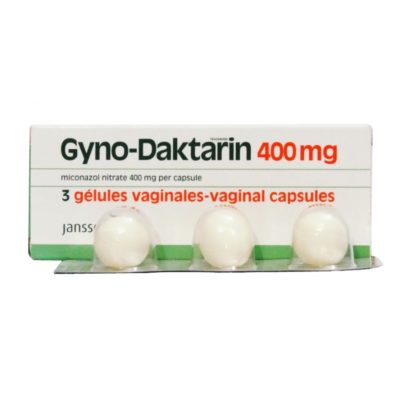 Gyno-Daktarin 400 mg
miconazol nitrate 400 mg per capsule
3 gélules vaginales-vaginal capsules